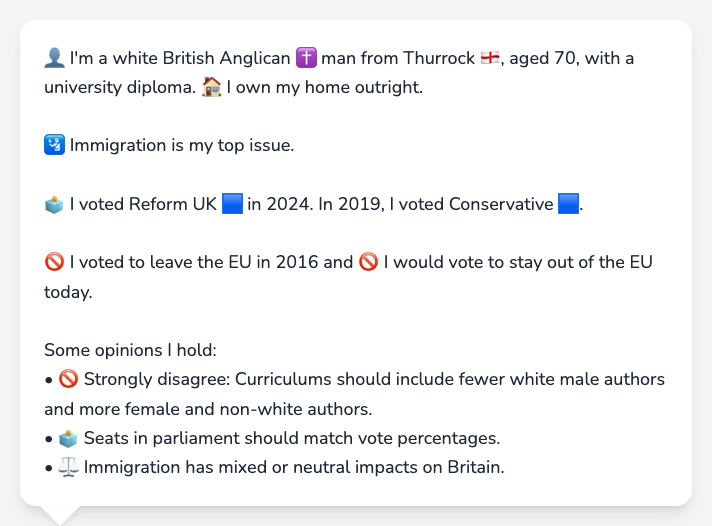 👤 I'm a white British Anglican ✝️ man from Thurrock 🏴󠁧󠁢󠁥󠁮󠁧󠁿, aged 70, with a
university diploma. 🏠 I own my home outright.
🛂 Immigration is my top issue.
🗳️ I voted Reform UK 🟦 in 2024. In 2019, I voted Conservative 🟦.
🚫 I voted to leave the EU in 2016 and 🚫 I would vote to stay out of the EU
today.
Some opinions I hold:
• 🚫 Strongly disagree: Curriculums should include fewer white male authors
and more female and non-white authors.
• 🗳️ Seats in parliament should match vote percentages.
• ⚖️ Immigration has mixed or neutral impacts on Britain.